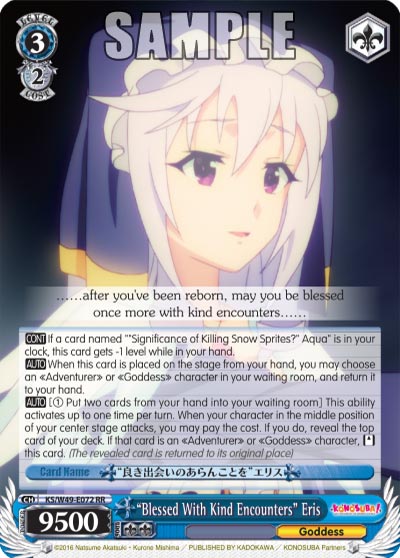 LEVEL
3
2
COST
SAMPLE
……after you've been reborn, may you be blessed
once more with kind encounters……
CONT If a card named ""Significance of Killing Snow Sprites?" Aqua" is in your
clock, this card gets -1 level while in your hand.
AUTO When this card is placed on the stage from your hand, you may choose
an «Adventurer» or «Goddess» character in your waiting room, and return it
to your hand.
AUTO [① Put two cards from your hand into your waiting room] This ability
activates up to one time per turn. When your character in the middle position
of your center stage attacks, you may pay the cost. If you do, reveal the top
card of your deck. If that card is an «Adventurer» or «Goddess» character,
this card. (The revealed card is returned to its original place)
Card Name
“良き出会いのあらんことを”エリス
CH
KS/W49-E072 RR
“Blessed With Kind Encounters” Eris
KONOSUBA!
9500
Goddess
©2016 Natsume Akatsuki・Kurone Mishima / PUBLISHED BY KADOKAWA / KONOSUBA Partners